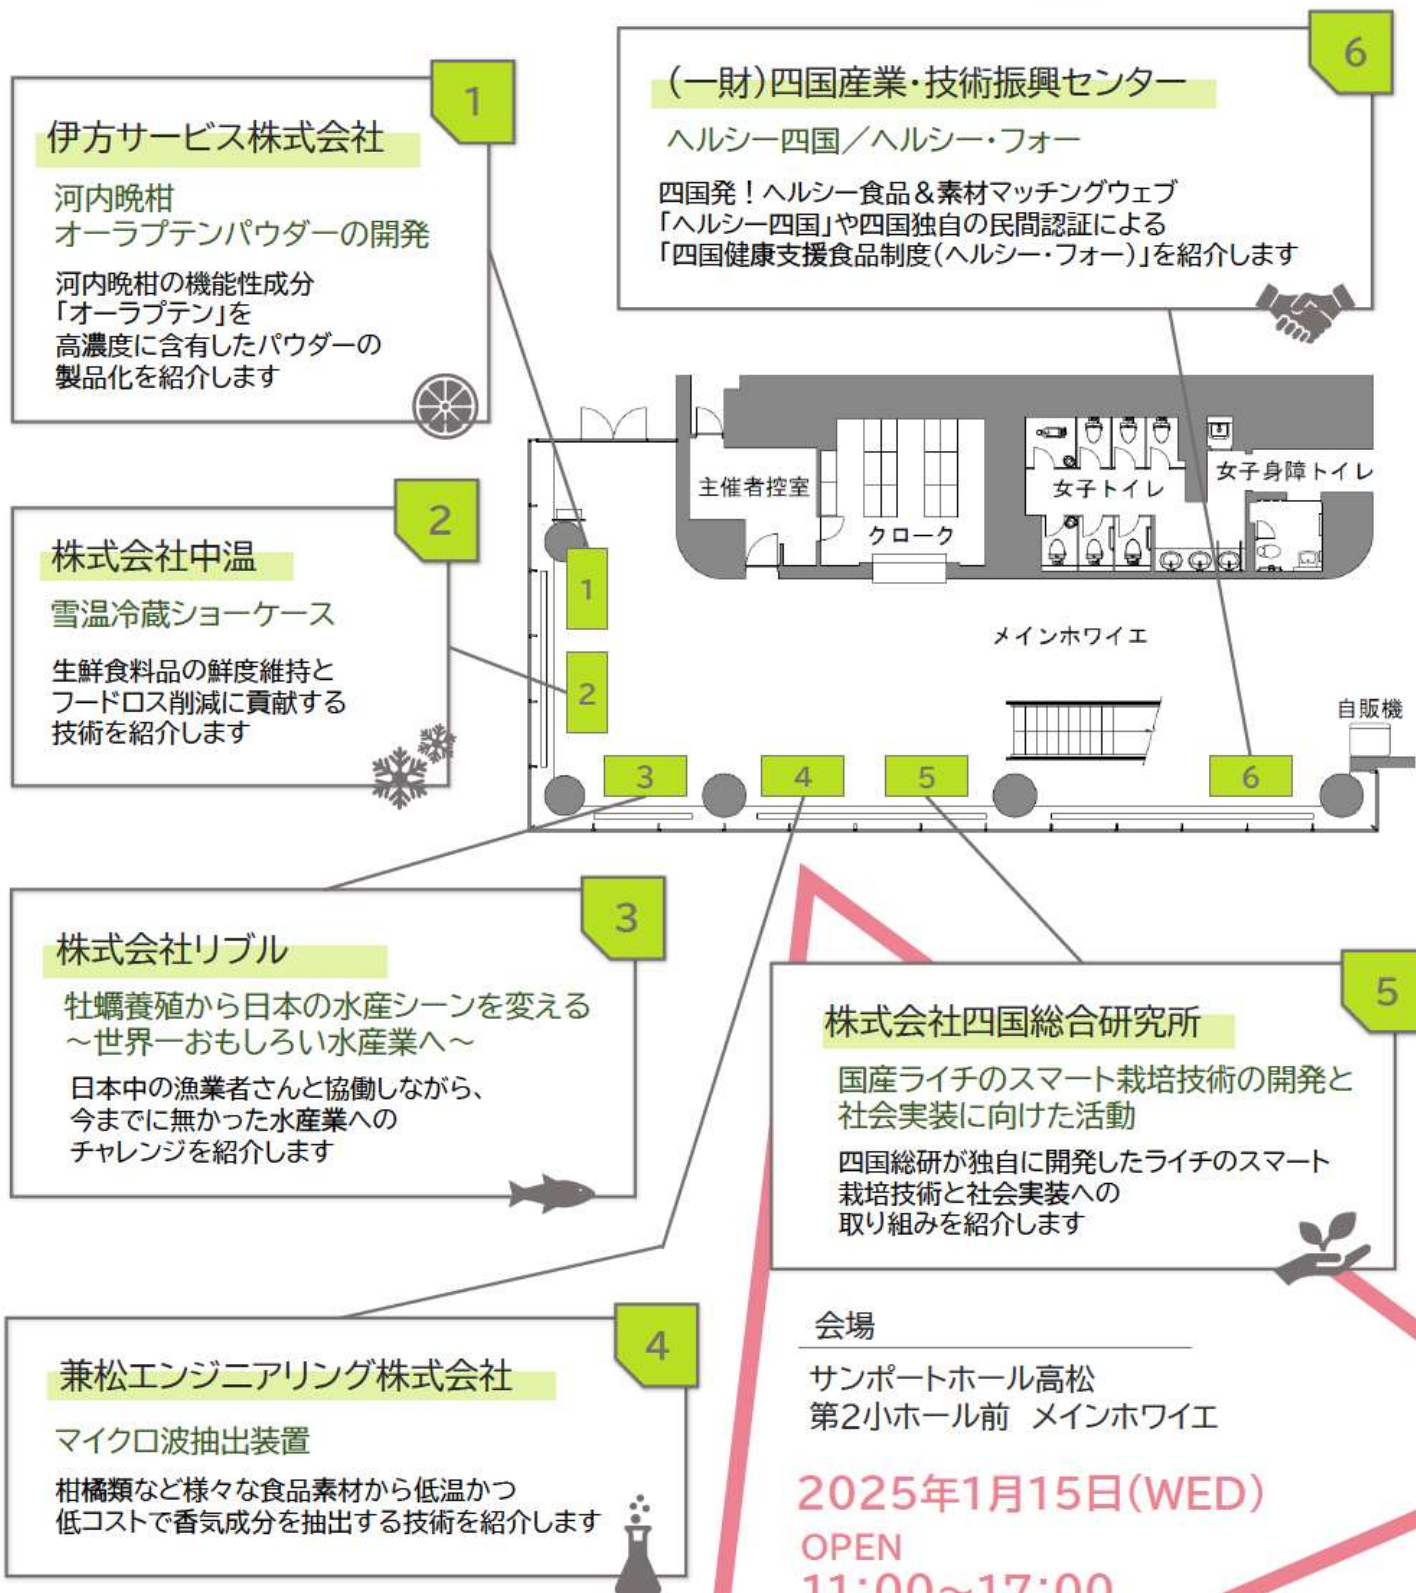 1
伊方サービス株式会社
河内晩柑
オーラプテンパウダーの開発
河内晩柑の機能性成分
「オーラプテン」を
高濃度に含有したパウダーの
製品化を紹介します
6
(一財)四国産業・技術振興センター
ヘルシー四国／ヘルシー・フォー
四国発！ヘルシー食品＆素材マッチングウェブ
「ヘルシー四国」や四国独自の民間認証による
「四国健康支援食品制度(ヘルシー・フォー)」を紹介します
2
株式会社中温
雪温冷蔵ショーケース
生鮮食料品の鮮度維持と
フードロス削減に貢献する
技術を紹介します
主催者控室
クローク
女子トイレ
女子身障トイレ
メインホワイエ
自販機
1
2
3
4
5
6
3
株式会社リブル
牡蠣養殖から日本の水産シーンを変える
～世界一おもしろい水産業へ～
日本中の漁業者さんと協働しながら、
今までに無かった水産業への
チャレンジを紹介します
5
株式会社四国総合研究所
国産ライチのスマート栽培技術の開発と
社会実装に向けた活動
四国総研が独自に開発したライチのスマート
栽培技術と社会実装への
取り組みを紹介します
4
兼松エンジニアリング株式会社
マイクロ波抽出装置
柑橘類など様々な食品素材から低温かつ
低コストで香気成分を抽出する技術を紹介します
会場
サンポートホール高松
第2小ホール前　メインホワイエ
2025年1月15日(WED)
OPEN
11:00~17:00